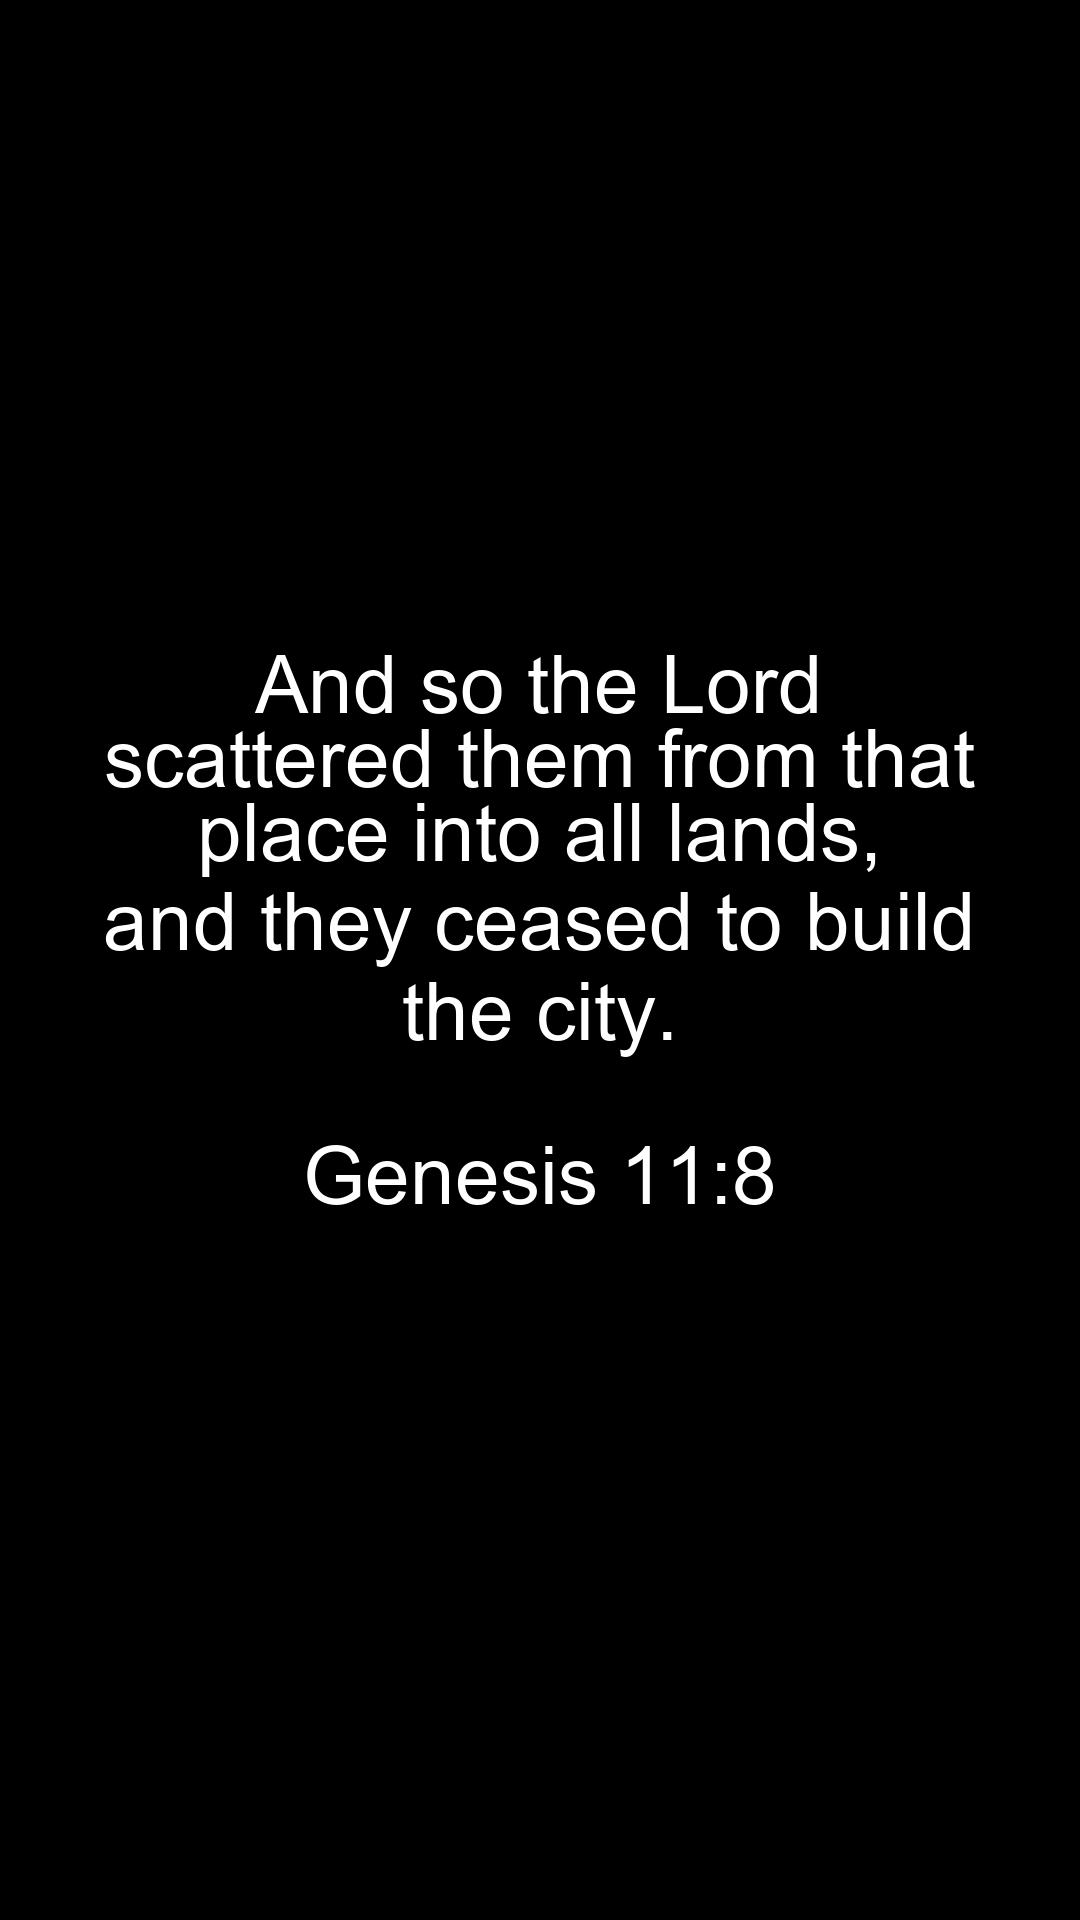 And so the Lord
scattered them from that
place into all lands,
and they ceased to build
the city.
Genesis 11:8